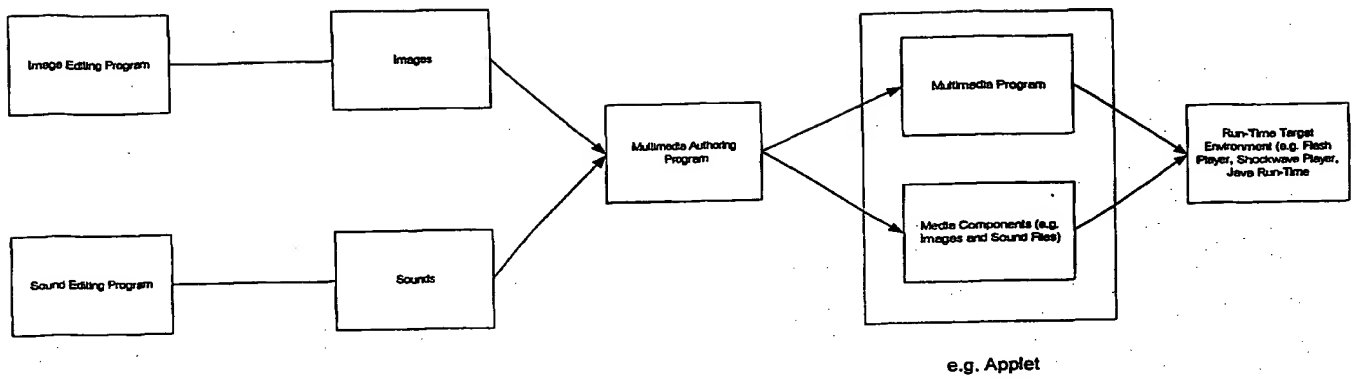 Image Editing Program
Images
Multimedia Authoring
Program
Multimedia Program
Run-Time Target
Environment (e.g. Flash
Player, Shockwave Player,
Java Run-Time
Media Components (e.g.
Images and Sound Files)
Sound Editing Program
Sounds
e.g. Applet